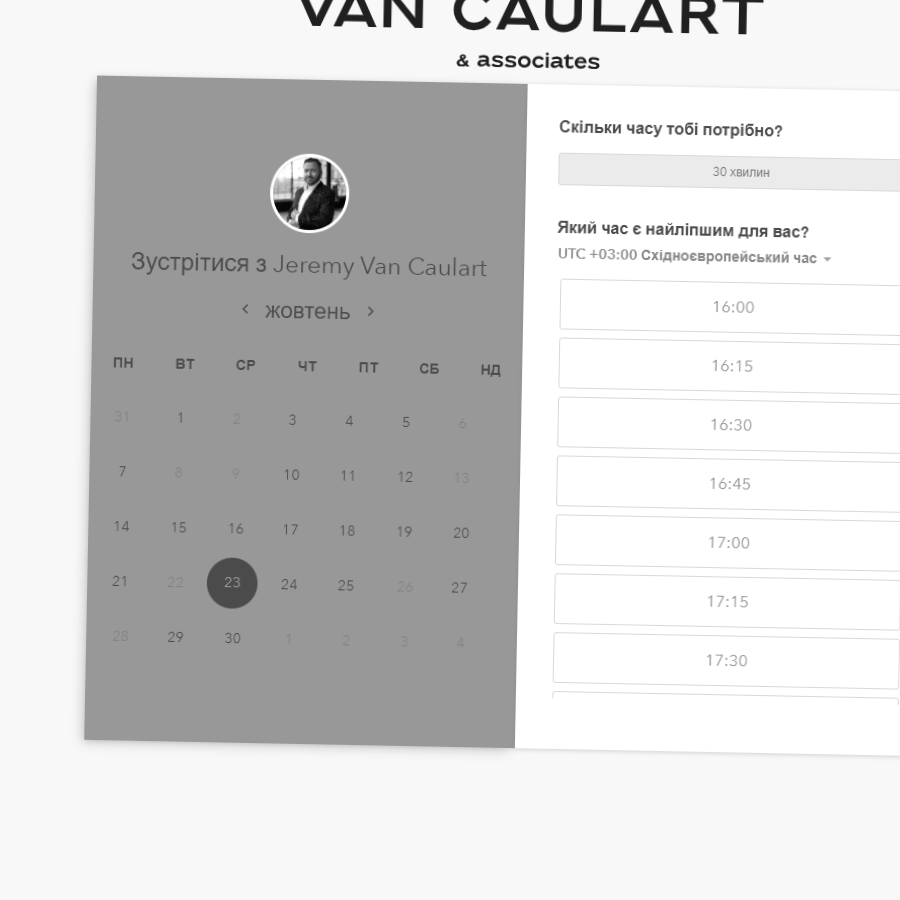 VAN CAULART
& associates
Зустрітися з Jeremy Van Caulart
жовтень
ПН ВТ СР ЧТ ПТ СБ НД
31 1 2 3 4 5 6
7 8 9 10 11 12 13
14 15 16 17 18 19 20
21 22 23 24 25 26 27
28 29 30 1 2 3 4
Скільки часу тобі потрібно?
30 хвилин
Який час є найліпшим для вас?
UTC +03:00 Східноєвропейський час
16:00
16:15
16:30
16:45
17:00
17:15
17:30